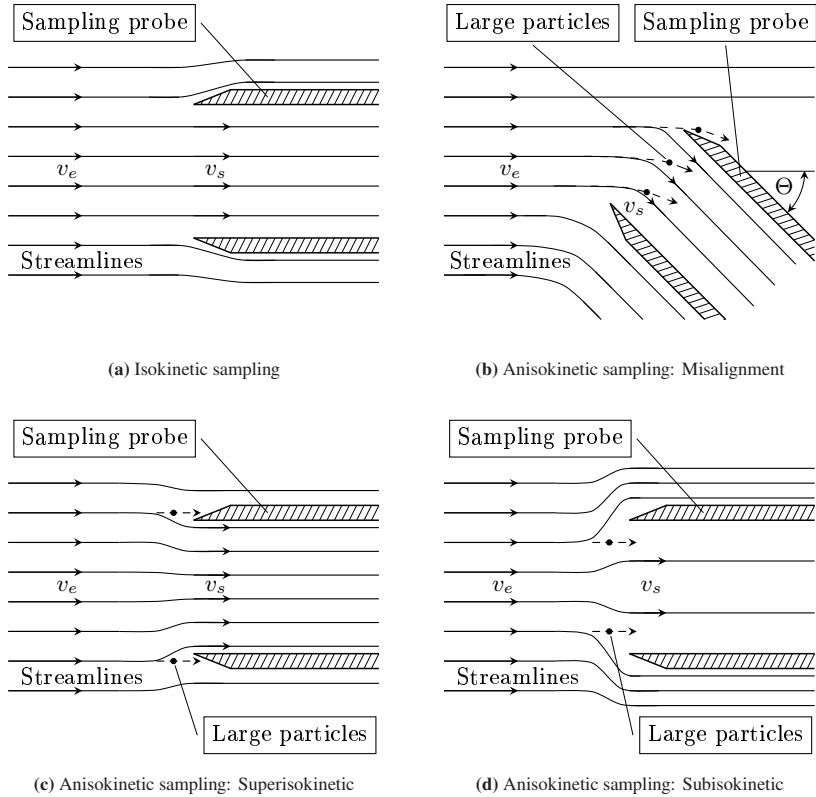 Sampling probe
v_e
v_s
Streamlines
(a) Isokinetic sampling
Large particles
Sampling probe
v_e
v_s
Θ
Streamlines
(b) Anisokinetic sampling: Misalignment
Sampling probe
v_e
v_s
Streamlines
Large particles
(c) Anisokinetic sampling: Superisokinetic
Sampling probe
v_e
v_s
Streamlines
Large particles
(d) Anisokinetic sampling: Subisokinetic